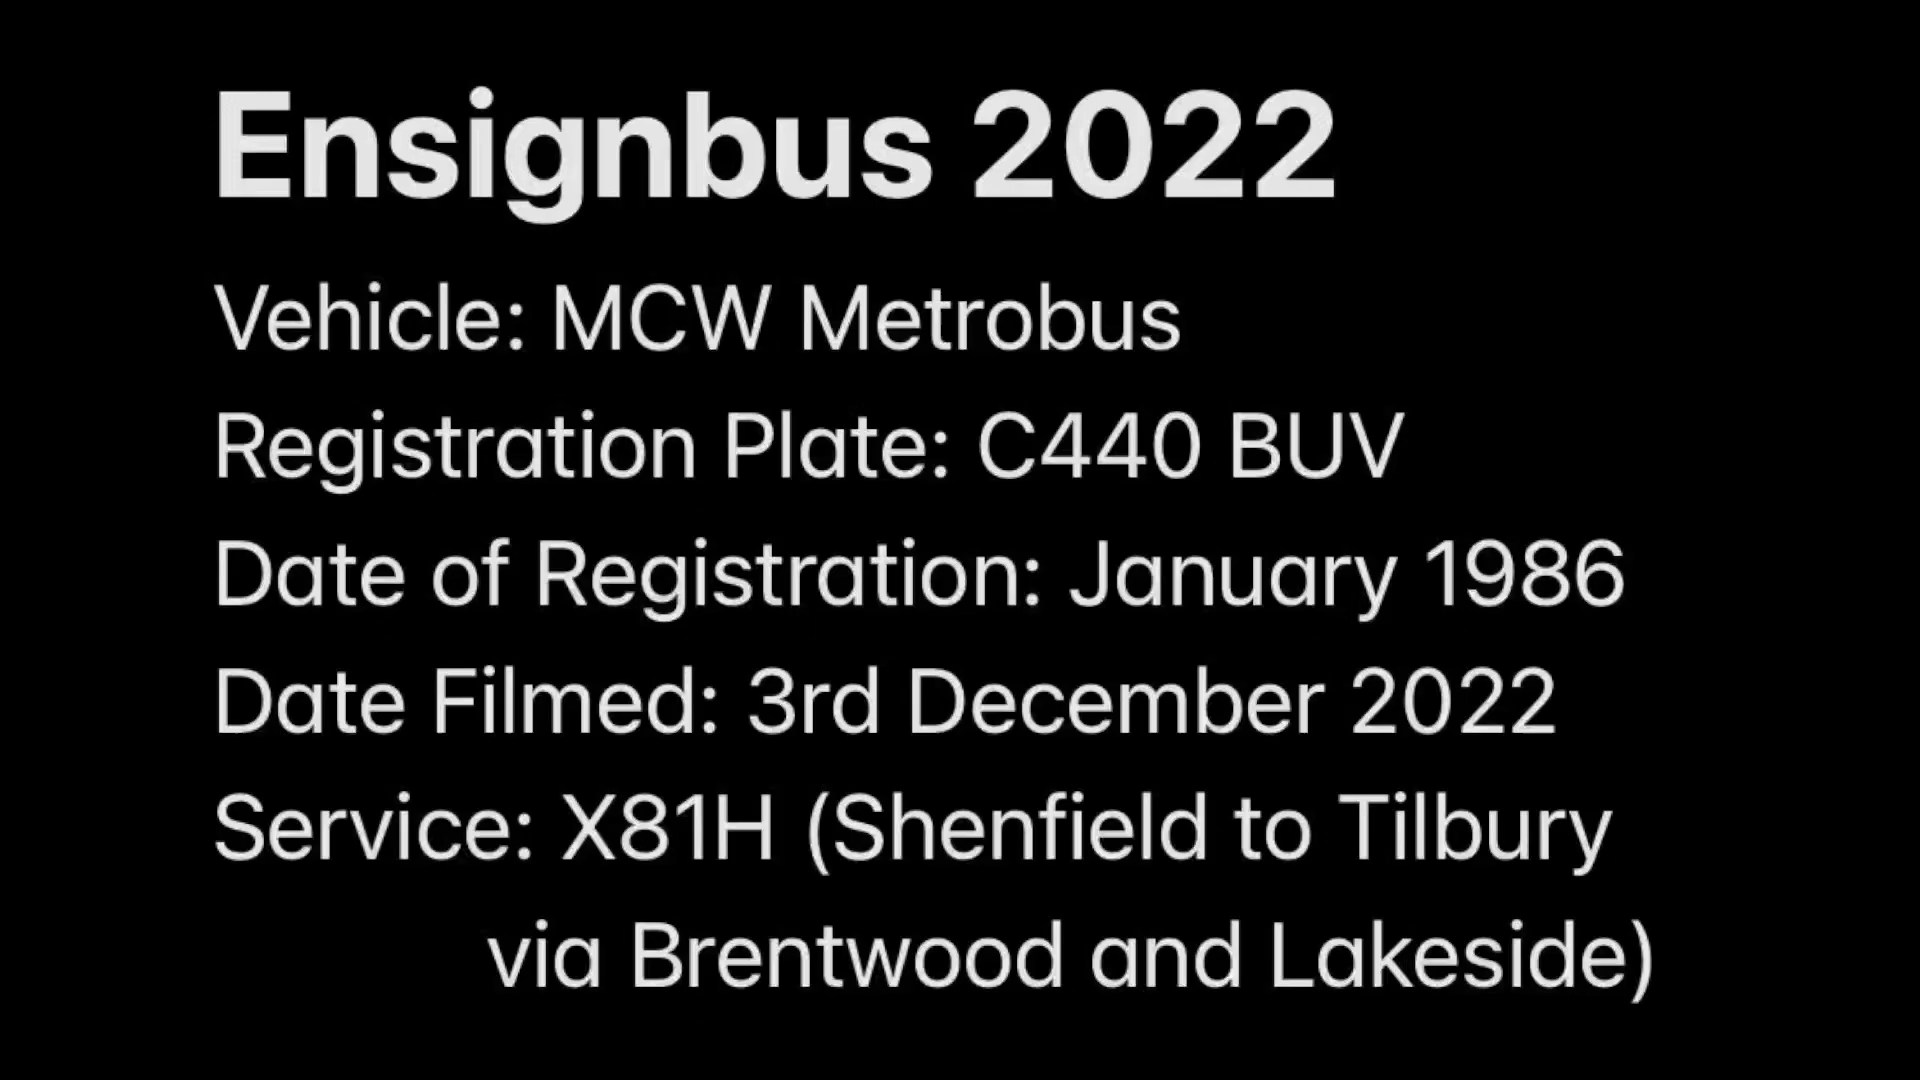 Ensignbus 2022
Vehicle: MCW Metrobus
Registration Plate: C440 BUV
Date of Registration: January 1986
Date Filmed: 3rd December 2022
Service: X81H (Shenfield to Tilbury
via Brentwood and Lakeside)